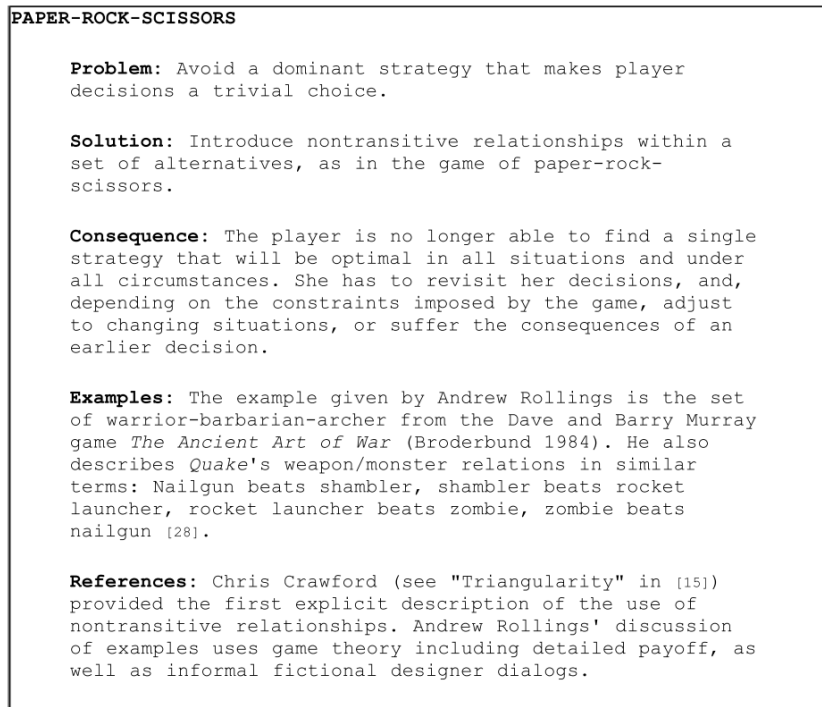 PAPER-ROCK-SCISSORS
Problem: Avoid a dominant strategy that makes player
decisions a trivial choice.
Solution: Introduce nontransitive relationships within a
set of alternatives, as in the game of paper-rock-
scissors.
Consequence: The player is no longer able to find a single
strategy that will be optimal in all situations and under
all circumstances. She has to revisit her decisions, and,
depending on the constraints imposed by the game, adjust
to changing situations, or suffer the consequences of an
earlier decision.
Examples: The example given by Andrew Rollings is the set
of warrior-barbarian-archer from the Dave and Barry Murray
game The Ancient Art of War (Broderbund 1984). He also
describes Quake's weapon/monster relations in similar
terms: Nailgun beats shambler, shambler beats rocket
launcher, rocket launcher beats zombie, zombie beats
nailgun [28].
References: Chris Crawford (see "Triangularity" in [15])
provided the first explicit description of the use of
nontransitive relationships. Andrew Rollings' discussion
of examples uses game theory including detailed payoff, as
well as informal fictional designer dialogs.